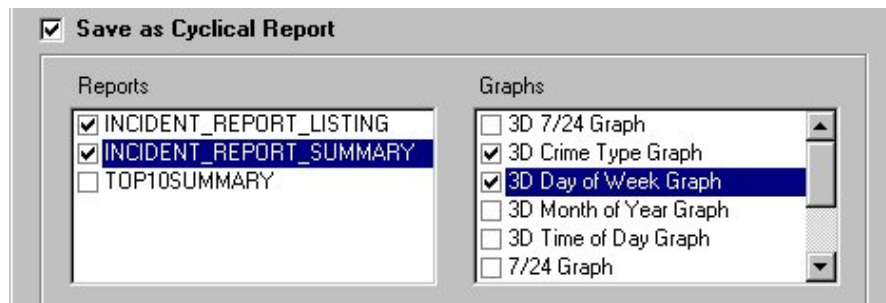 Save as Cyclical Report
Reports
INCIDENT_REPORT_LISTING
INCIDENT_REPORT_SUMMARY
TOP10SUMMARY
Graphs
3D 7/24 Graph
3D Crime Type Graph
3D Day of Week Graph
3D Month of Year Graph
3D Time of Day Graph
7/24 Graph